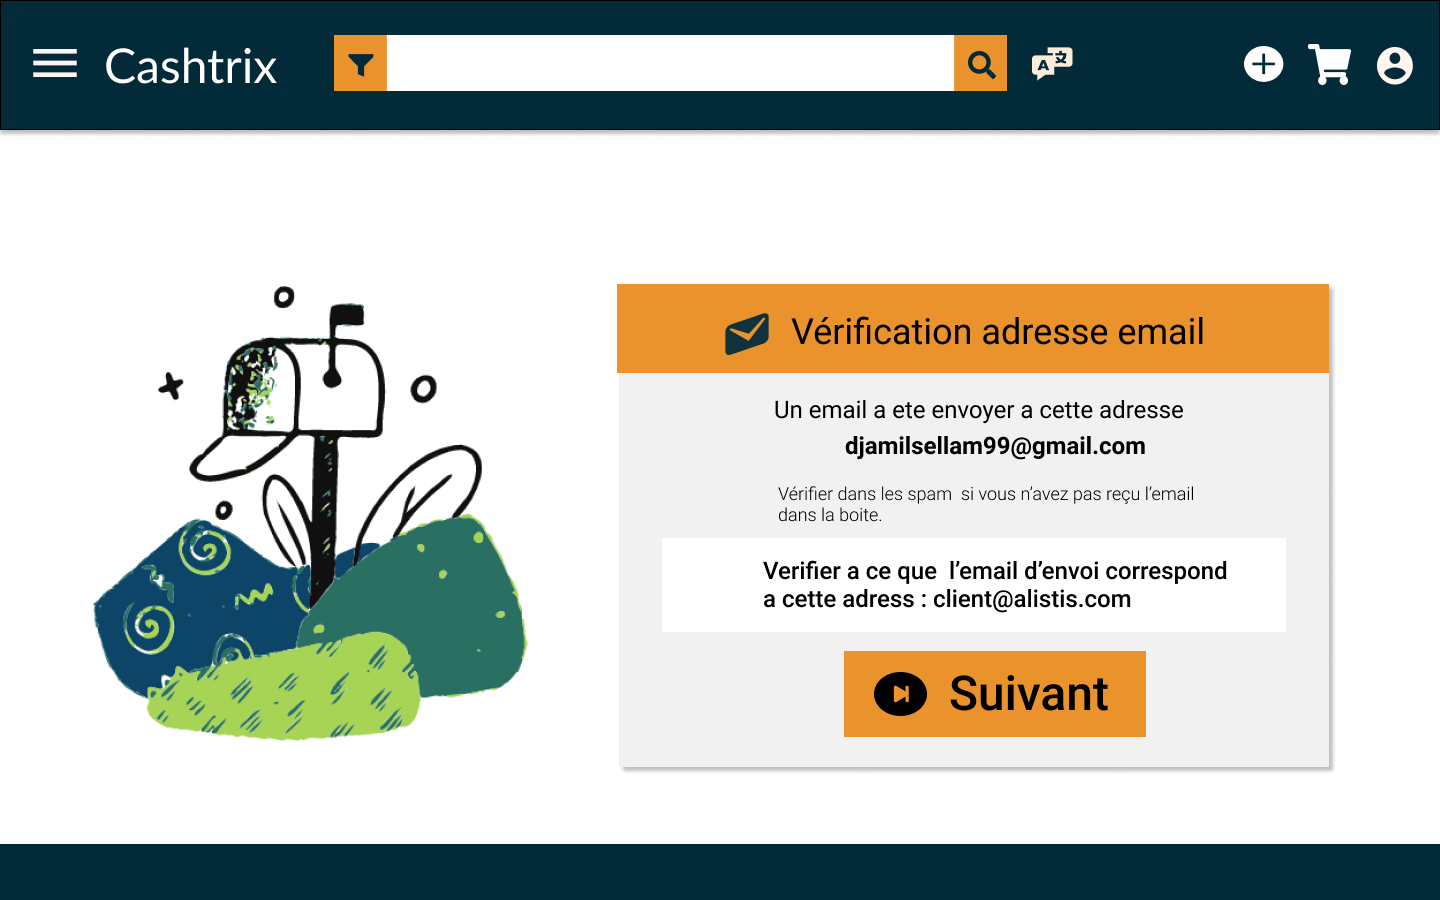 Cashtrix
Vérification adresse email
Un email a ete envoyer a cette adresse
djamilsellam99@gmail.com
Vérifier dans les spam  si vous n’avez pas reçu l’email
dans la boite.
Verifier a ce que  l’email d’envoi correspond
a cette adress : client@alistis.com
Suivant